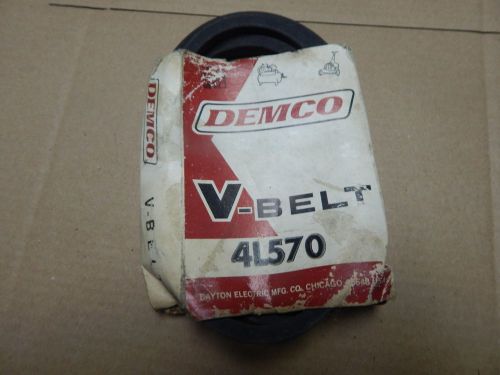 DEMCO
V-BELT
4L570
DAYTON ELECTRIC MFG. CO. CHICAGO
DEMCO
V-BEL